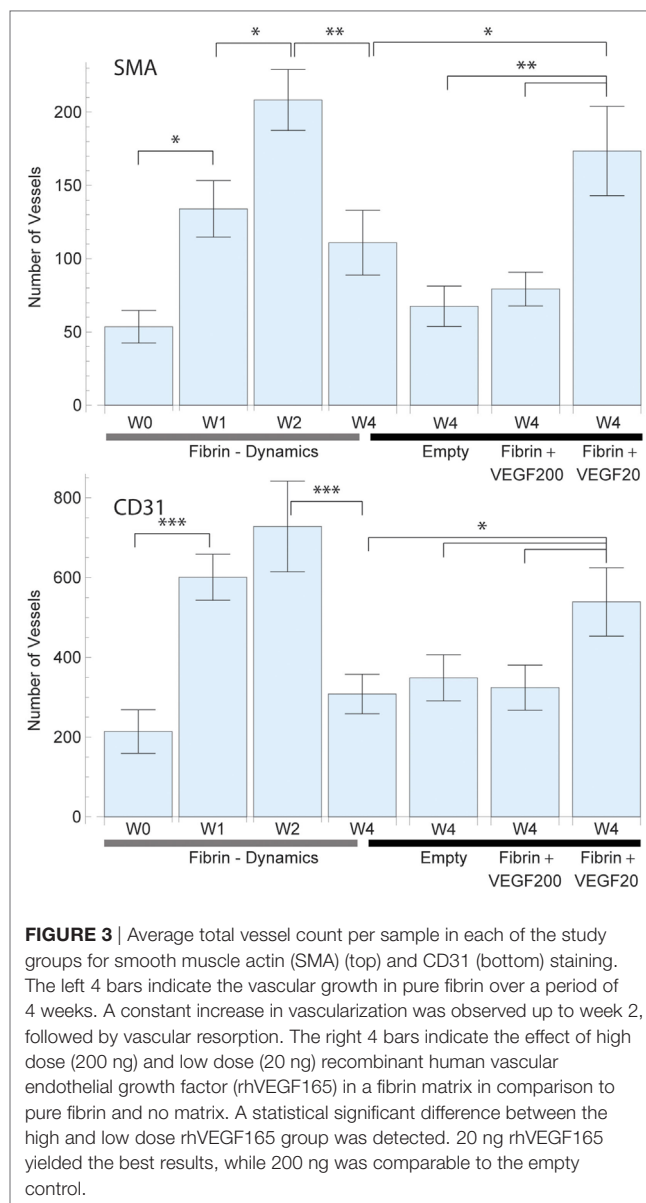 * ** *
SMA **
200
*
150
Number of Vessels
100
50
0
W0 W1 W2 W4 W4 W4 W4
Fibrin - Dynamics Empty Fibrin + Fibrin +
VEGF200 VEGF20
800
CD31 ***
*** *
600
Number of Vessels
400
200
0
W0 W1 W2 W4 W4 W4 W4
Fibrin - Dynamics Empty Fibrin + Fibrin +
VEGF200 VEGF20
FIGURE 3 | Average total vessel count per sample in each of the study
groups for smooth muscle actin (SMA) (top) and CD31 (bottom) staining.
The left 4 bars indicate the vascular growth in pure fibrin over a period of
4 weeks. A constant increase in vascularization was observed up to week 2,
followed by vascular resorption. The right 4 bars indicate the effect of high
dose (200 ng) and low dose (20 ng) recombinant human vascular
endothelial growth factor (rhVEGF165) in a fibrin matrix in comparison to
pure fibrin and no matrix. A statistical significant difference between the
high and low dose rhVEGF165 group was detected. 20 ng rhVEGF165
yielded the best results, while 200 ng was comparable to the empty
control.